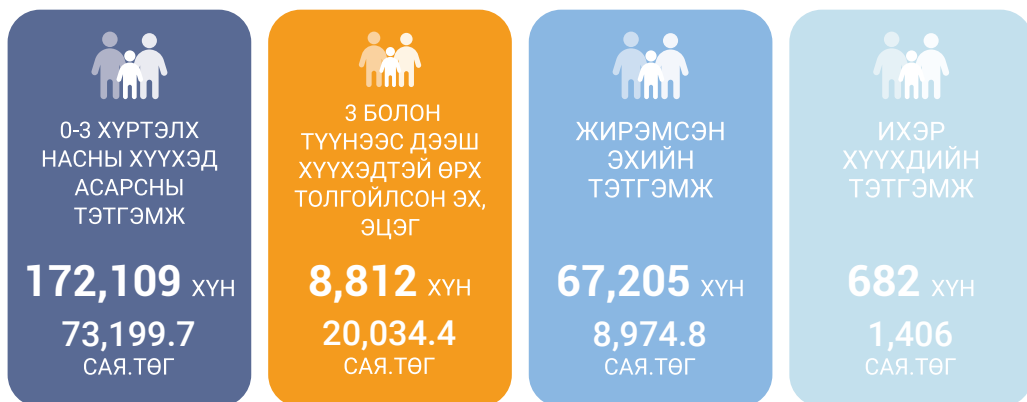 0-3 ХҮРТЭЛХ
НАСНЫ ХҮҮХЭД
АСАРСНЫ
ТЭТГЭМЖ
172,109 ХҮН
73,199.7
САЯ.ТӨГ
3 БОЛОН
ТҮҮНЭЭС ДЭЭШ
ХҮҮХЭДТЭЙ ӨРХ
ТОЛГОЙЛСОН ЭХ,
ЭЦЭГ
8,812 ХҮН
20,034.4
САЯ.ТӨГ
ЖИРЭМСЭН
ЭХИЙН
ТЭТГЭМЖ
67,205 ХҮН
8,974.8
САЯ.ТӨГ
ИХЭР
ХҮҮХДИЙН
ТЭТГЭМЖ
682 ХҮН
1,406
САЯ.ТӨГ